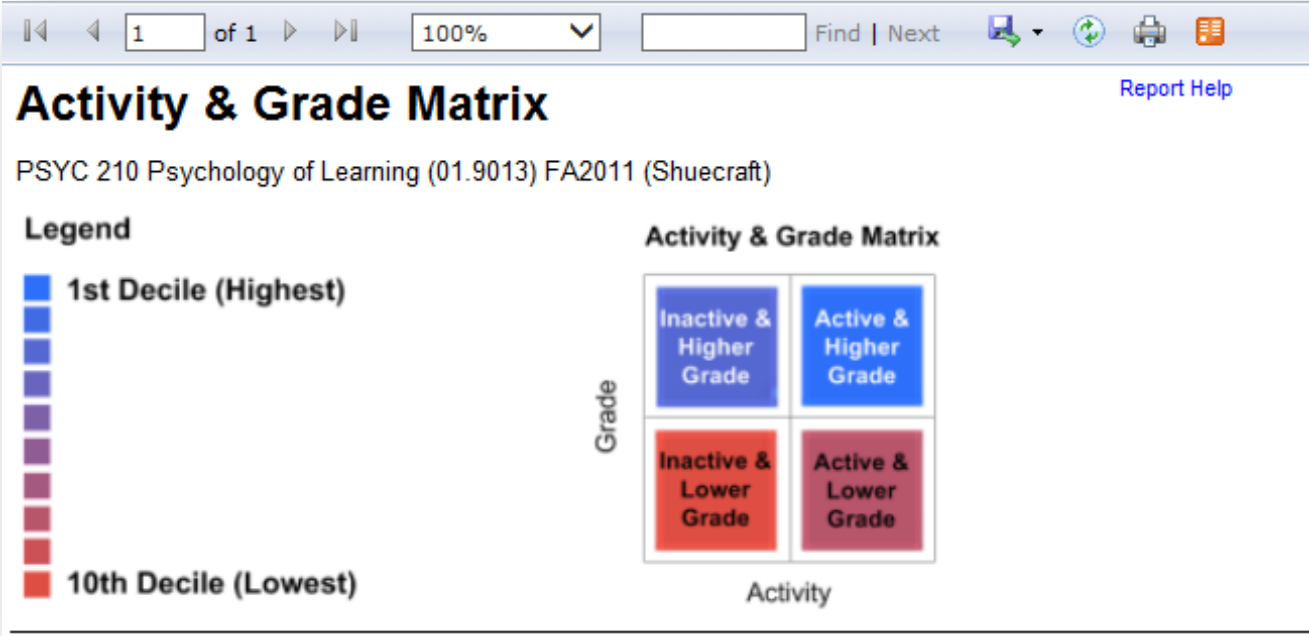 1 of 1 100% Find | Next
Activity & Grade Matrix
Report Help
PSYC 210 Psychology of Learning (01.9013) FA2011 (Shuecraft)
Legend
1st Decile (Highest)
10th Decile (Lowest)
Activity & Grade Matrix
Grade
Inactive &
Higher
Grade
Active &
Higher
Grade
Inactive &
Lower
Grade
Active &
Lower
Grade
Activity